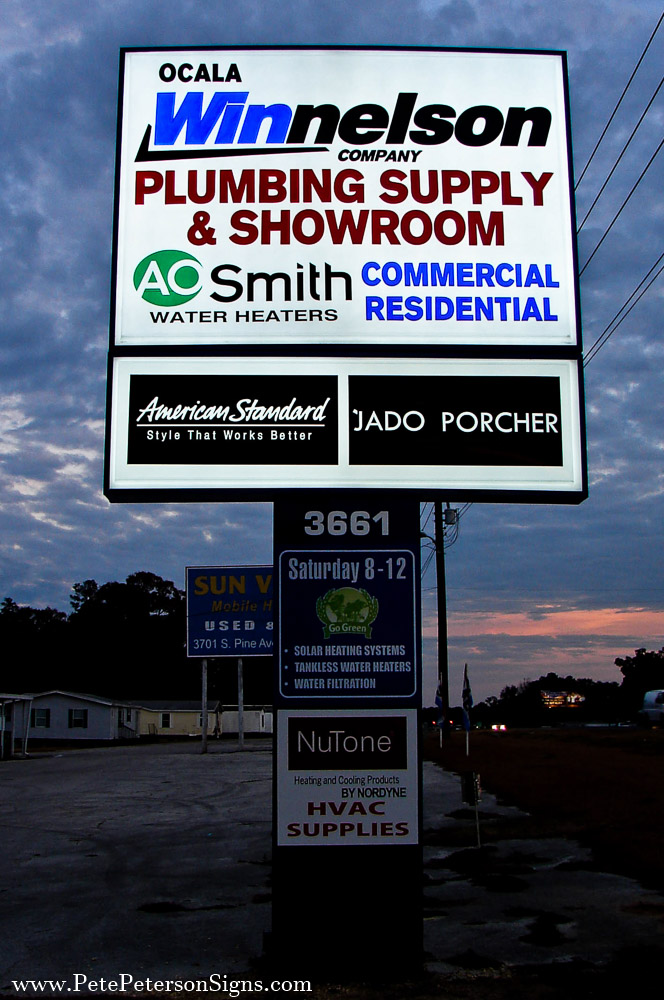 OCALA
Winnelson
COMPANY
PLUMBING SUPPLY
& SHOWROOM
AO Smith
WATER HEATERS
COMMERCIAL
RESIDENTIAL
American Standard
Style That Works Better
JADO PORCHER
3661
Saturday 8-12
Go Green
• SOLAR HEATING SYSTEMS
• TANKLESS WATER HEATERS
• WATER FILTRATION
SUN
Mobile
USED &
3701 S. Pine
NuTone
Heating and Cooling Products
BY NORDYNE
HVAC
SUPPLIES
www.PetePetersonSigns.com